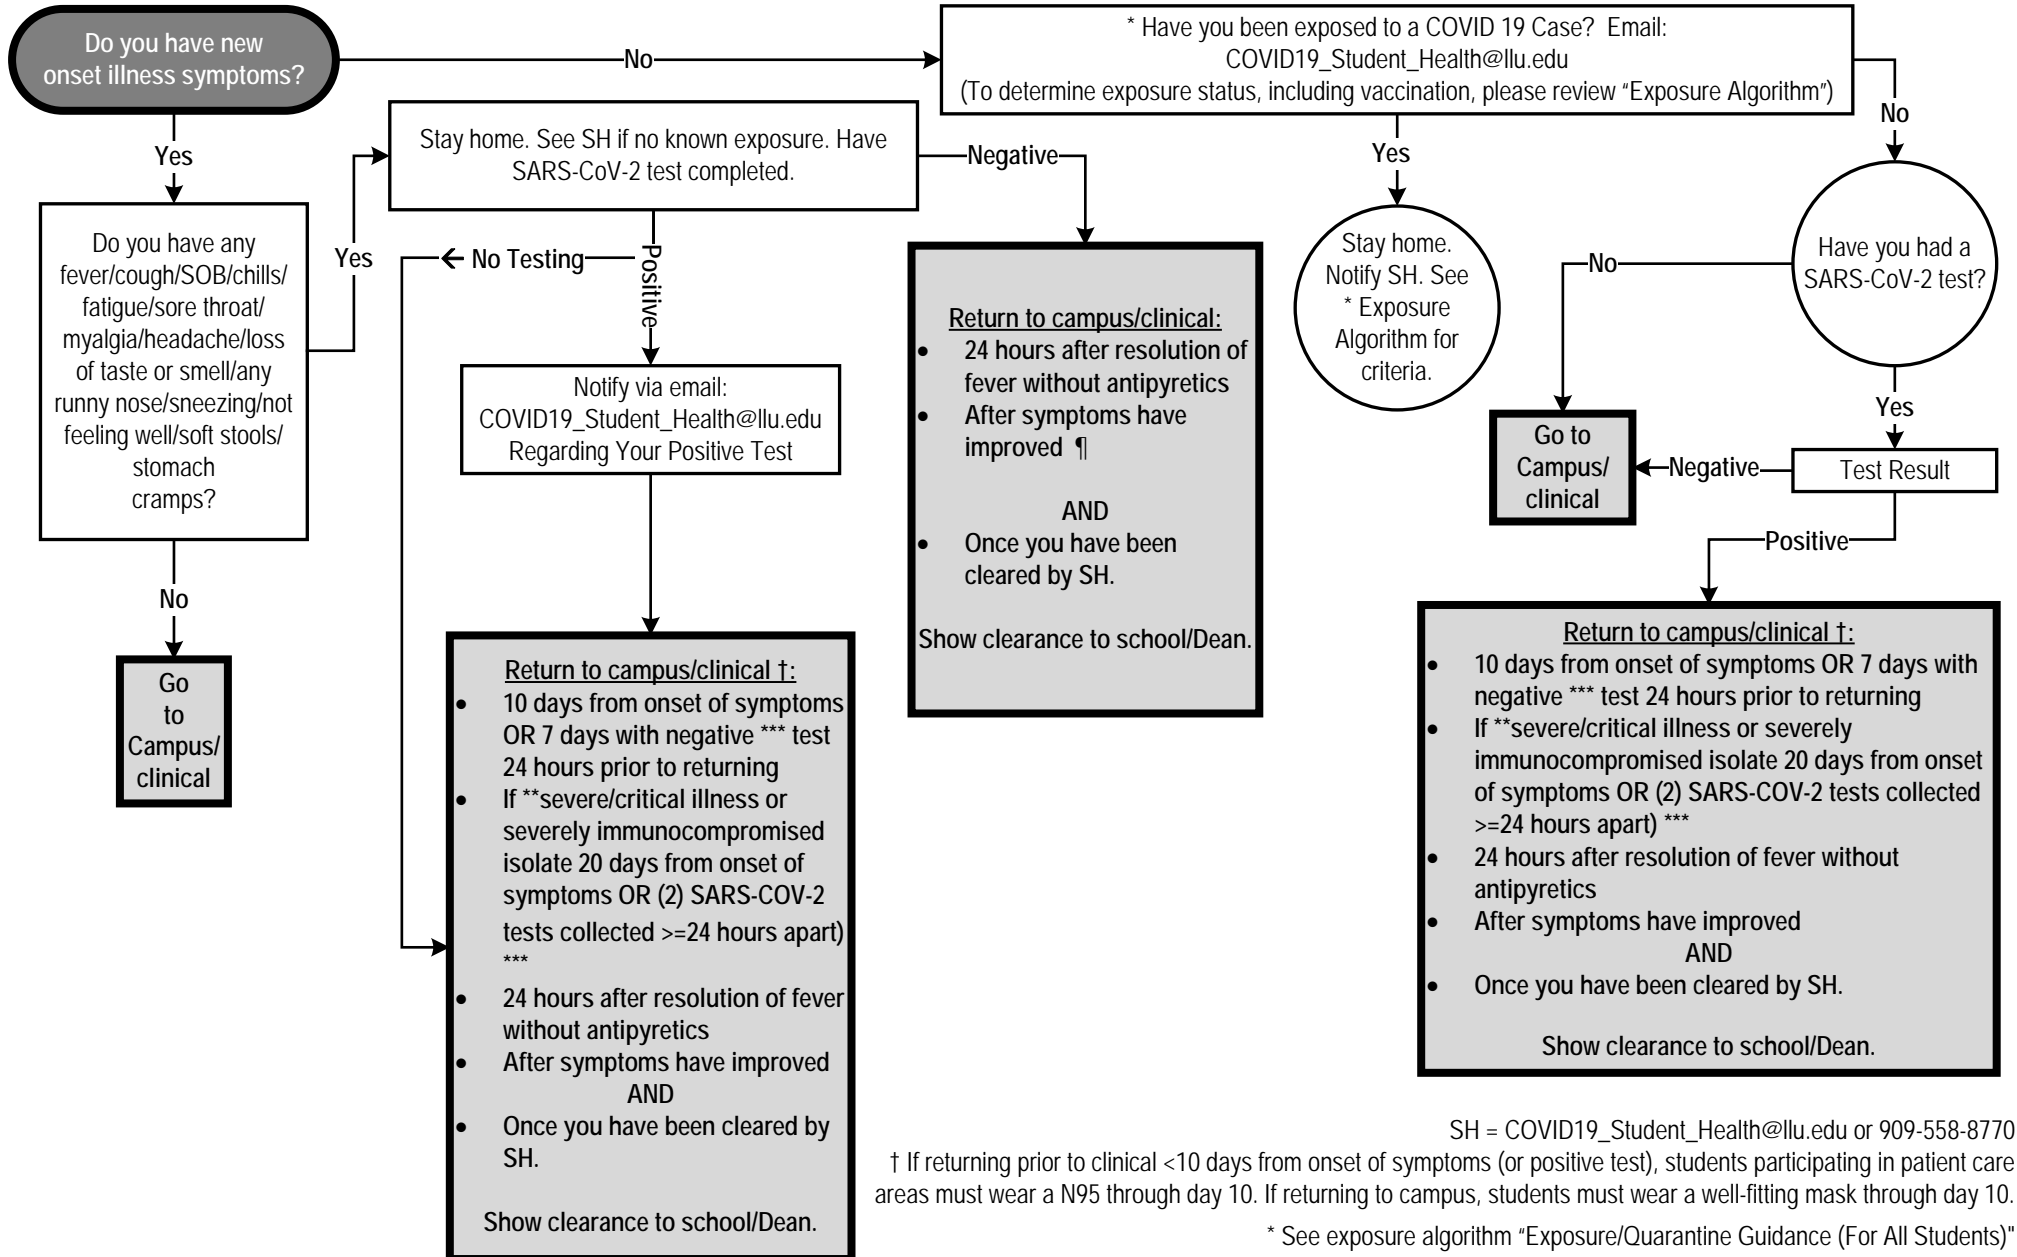 Do you have new
onset illness symptoms?
No
* Have you been exposed to a COVID 19 Case?  Email:
COVID19_Student_Health@llu.edu
(To determine exposure status, including vaccination, please review “Exposure Algorithm”)
Yes
Do you have any
fever/cough/SOB/chills/
fatigue/sore throat/
myalgia/headache/loss
of taste or smell/any
runny nose/sneezing/not
feeling well/soft stools/
stomach
cramps?
No
Go
to
Campus/
clinical
Yes
Stay home. See SH if no known exposure. Have
SARS-CoV-2 test completed.
← No Testing
Positive
Negative
Notify via email:
COVID19_Student_Health@llu.edu
Regarding Your Positive Test
Return to campus/clinical †:
• 10 days from onset of symptoms
OR 7 days with negative *** test
24 hours prior to returning
• If **severe/critical illness or
severely immunocompromised
isolate 20 days from onset of
symptoms OR (2) SARS-COV-2
tests collected >=24 hours apart)
***
• 24 hours after resolution of fever
without antipyretics
• After symptoms have improved
AND
• Once you have been cleared by
SH.
Show clearance to school/Dean.
Return to campus/clinical:
• 24 hours after resolution of
fever without antipyretics
• After symptoms have
improved ¶
AND
• Once you have been
cleared by SH.
Show clearance to school/Dean.
Yes
Stay home.
Notify SH. See
* Exposure
Algorithm for
criteria.
No
Have you had a
SARS-CoV-2 test?
No
Go to
Campus/
clinical
Yes
Test Result
Negative
Positive
Return to campus/clinical †:
• 10 days from onset of symptoms OR 7 days with
negative *** test 24 hours prior to returning
• If **severe/critical illness or severely
immunocompromised isolate 20 days from onset
of symptoms OR (2) SARS-COV-2 tests collected
>=24 hours apart) ***
• 24 hours after resolution of fever without
antipyretics
• After symptoms have improved
AND
• Once you have been cleared by SH.
Show clearance to school/Dean.
SH = COVID19_Student_Health@llu.edu or 909-558-8770
† If returning prior to clinical <10 days from onset of symptoms (or positive test), students participating in patient care
areas must wear a N95 through day 10. If returning to campus, students must wear a well-fitting mask through day 10.
* See exposure algorithm “Exposure/Quarantine Guidance (For All Students)"